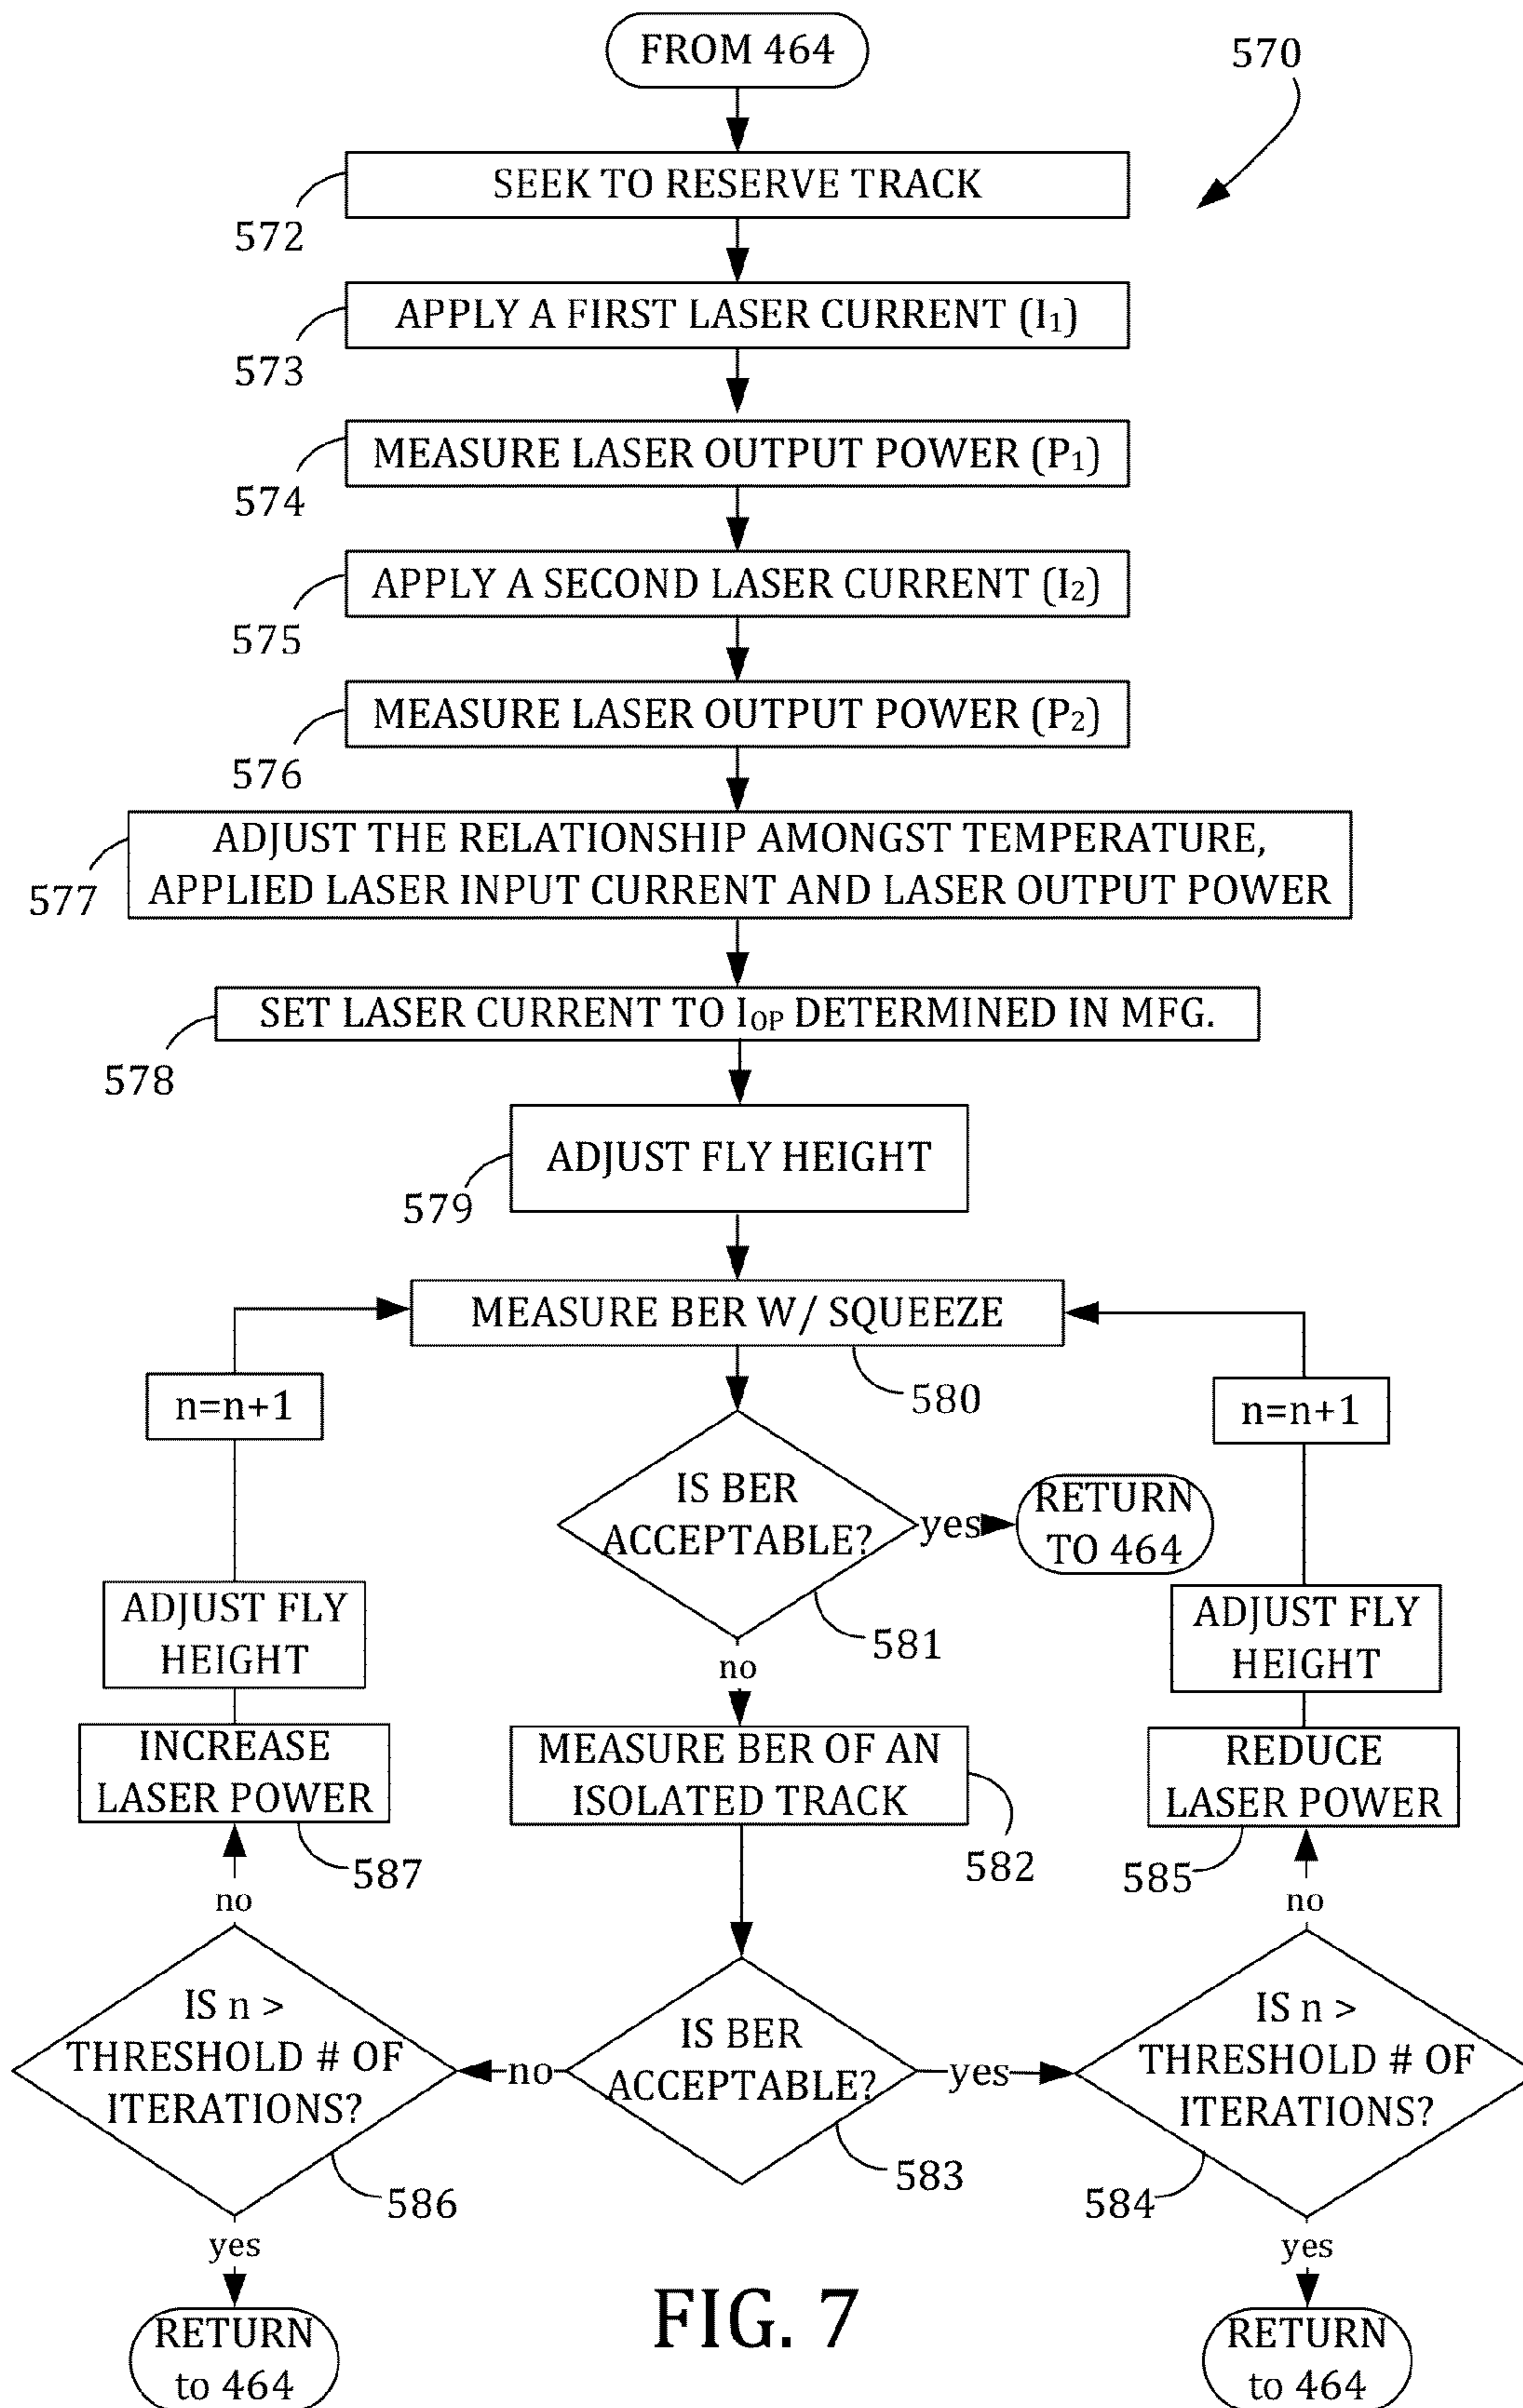 FROM 464
570
SEEK TO RESERVE TRACK
572
APPLY A FIRST LASER CURRENT (I₁)
573
MEASURE LASER OUTPUT POWER (P₁)
574
APPLY A SECOND LASER CURRENT (I₂)
575
MEASURE LASER OUTPUT POWER (P₂)
576
ADJUST THE RELATIONSHIP AMONGST TEMPERATURE,
APPLIED LASER INPUT CURRENT AND LASER OUTPUT POWER
577
SET LASER CURRENT TO I_OP DETERMINED IN MFG.
578
ADJUST FLY HEIGHT
579
MEASURE BER W/ SQUEEZE
580
n=n+1
n=n+1
IS BER
ACCEPTABLE?
yes
RETURN
TO 464
581
no
ADJUST FLY
HEIGHT
ADJUST FLY
HEIGHT
INCREASE
LASER POWER
587
MEASURE BER OF AN
ISOLATED TRACK
582
REDUCE
LASER POWER
585
no
no
IS n >
THRESHOLD # OF
ITERATIONS?
586
no
IS BER
ACCEPTABLE?
583
yes
IS n >
THRESHOLD # OF
ITERATIONS?
584
yes
yes
RETURN
to 464
FIG. 7
RETURN
to 464